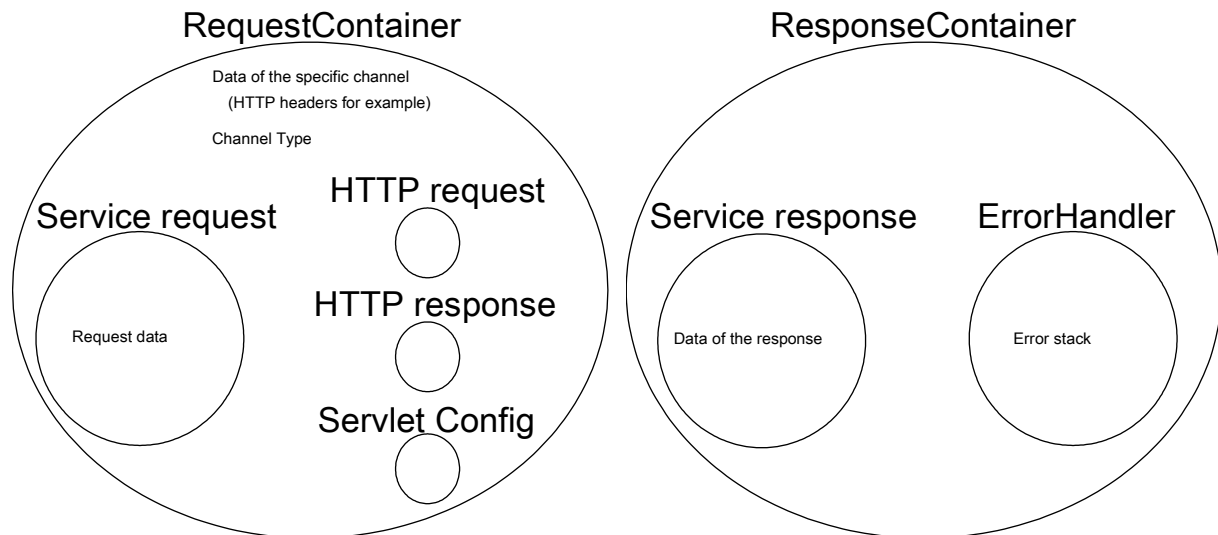 RequestContainer
Data of the specific channel
(HTTP headers for example)
Channel Type
HTTP request
Service request
HTTP response
Request data
Servlet Config
ResponseContainer
Service response
ErrorHandler
Data of the response
Error stack